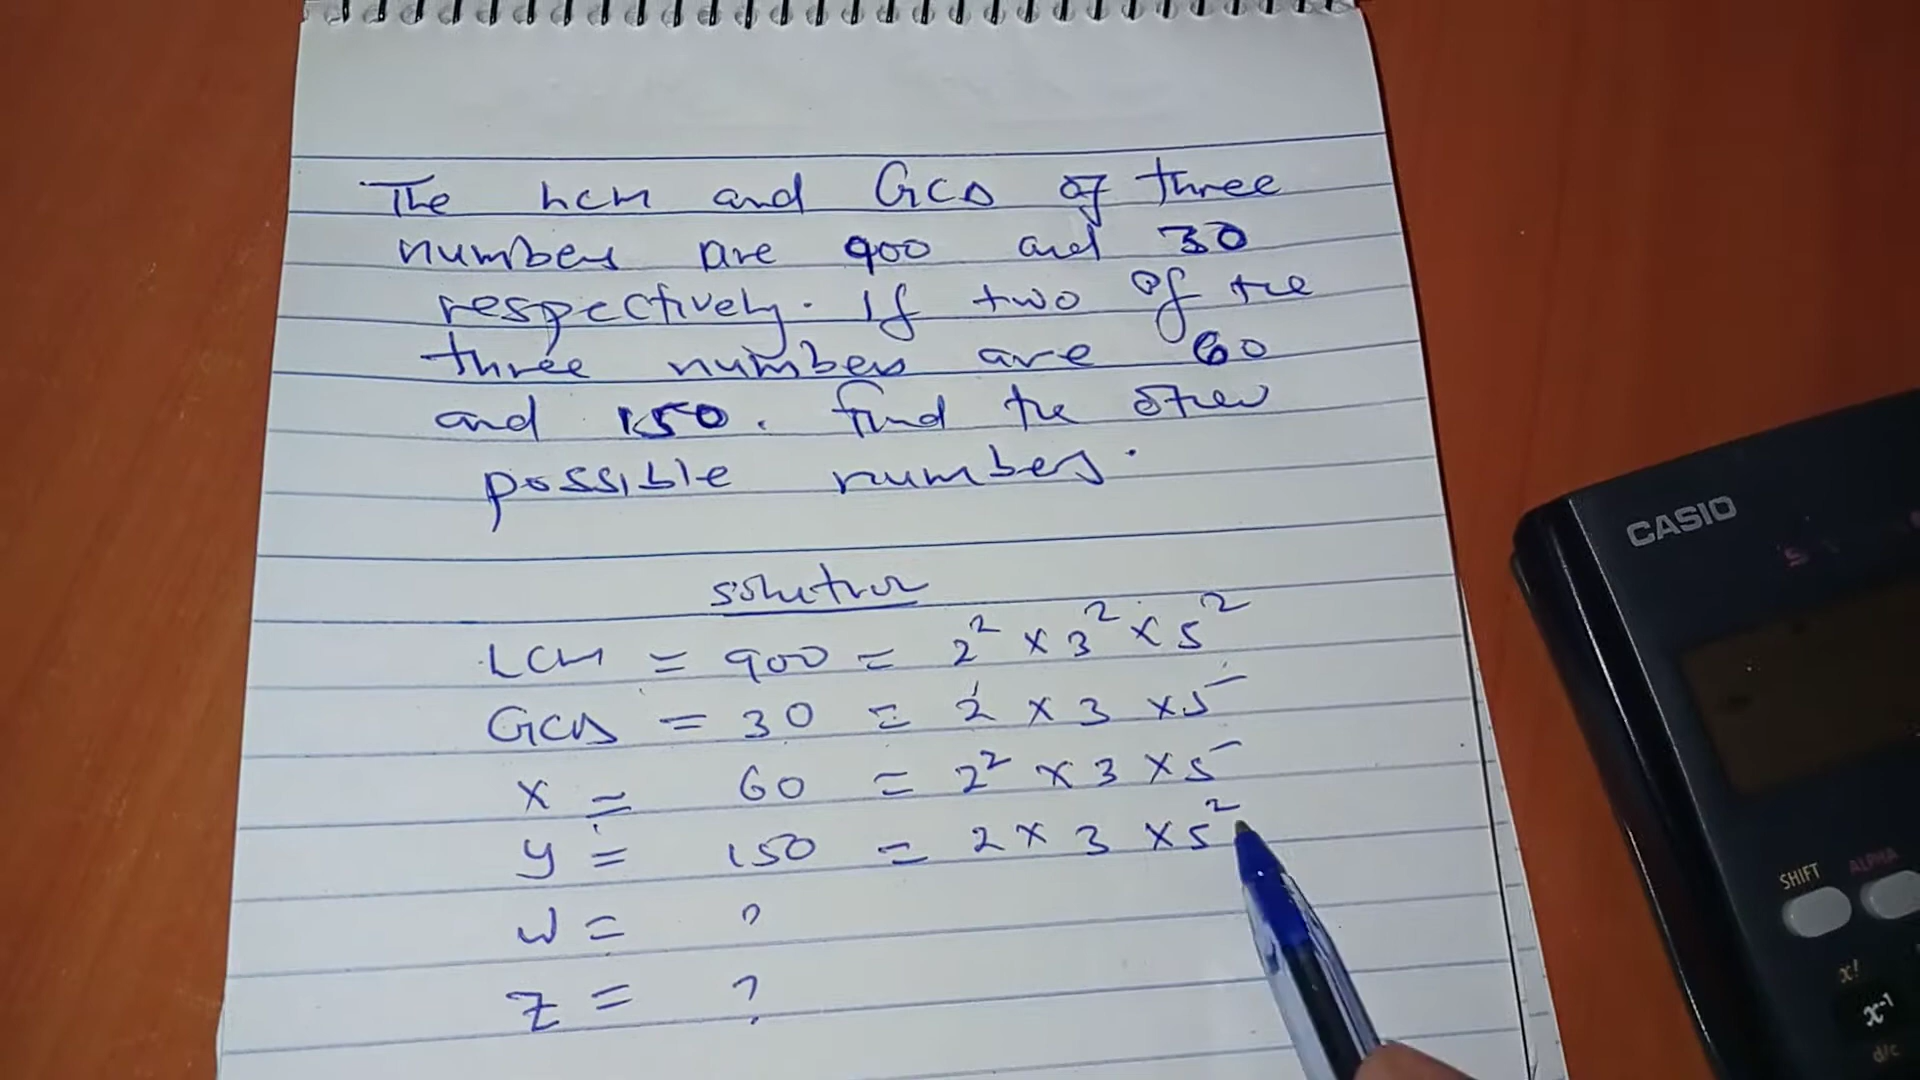 The LCM and GCD of three
numbers are 900 and 30
respectively. If two of the
three numbers are 60
and 150. find the other
possible numbers.
solution
LCM = 900 = 2² × 3² × 5²
GCD = 30 = 2 × 3 × 5
x = 60 = 2² × 3 × 5
y = 150 = 2 × 3 × 5²
w = ?
z = ?
CASIO
SHIFT
ALPHA
x!
x⁻¹
d/c